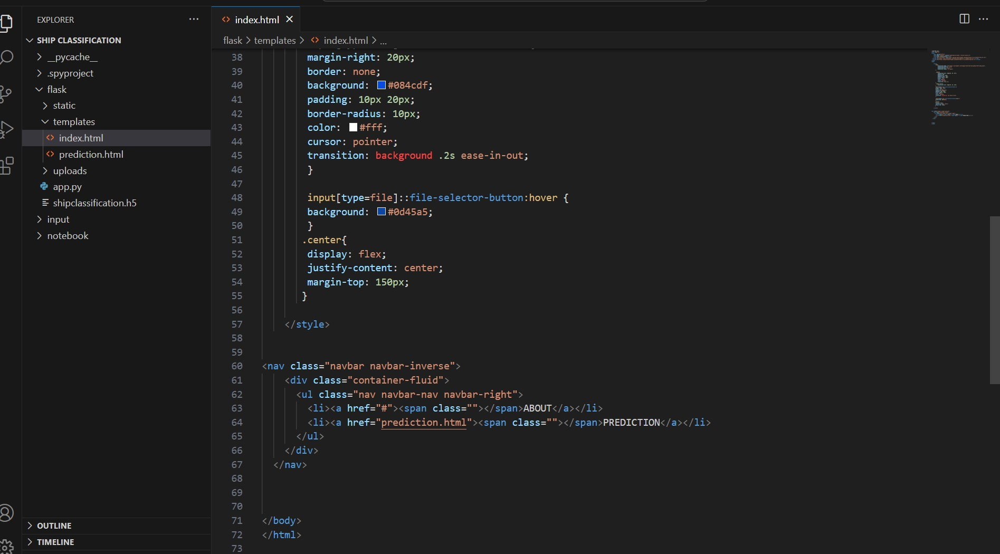 EXPLORER
SHIP CLASSIFICATION
__pycache__
.spyproject
flask
static
templates
index.html
prediction.html
uploads
app.py
shipclassification.h5
input
notebook
OUTLINE
TIMELINE
index.html
flask > templates > index.html > ...
38 margin-right: 20px;
39 border: none;
40 background: #084cdf;
41 padding: 10px 20px;
42 border-radius: 10px;
43 color: #fff;
44 cursor: pointer;
45 transition: background .2s ease-in-out;
46 }
47
48 input[type=file]::file-selector-button:hover {
49 background: #0d45a5;
50 }
51 .center{
52 display: flex;
53 justify-content: center;
54 margin-top: 150px;
55 }
56
57 </style>
58
59
60 <nav class="navbar navbar-inverse">
61 <div class="container-fluid">
62 <ul class="nav navbar-nav navbar-right">
63 <li><a href="#"><span class=""></span>ABOUT</a></li>
64 <li><a href="prediction.html"><span class=""></span>PREDICTION</a></li>
65 </ul>
66 </div>
67 </nav>
68
69
70
71 </body>
72 </html>
73